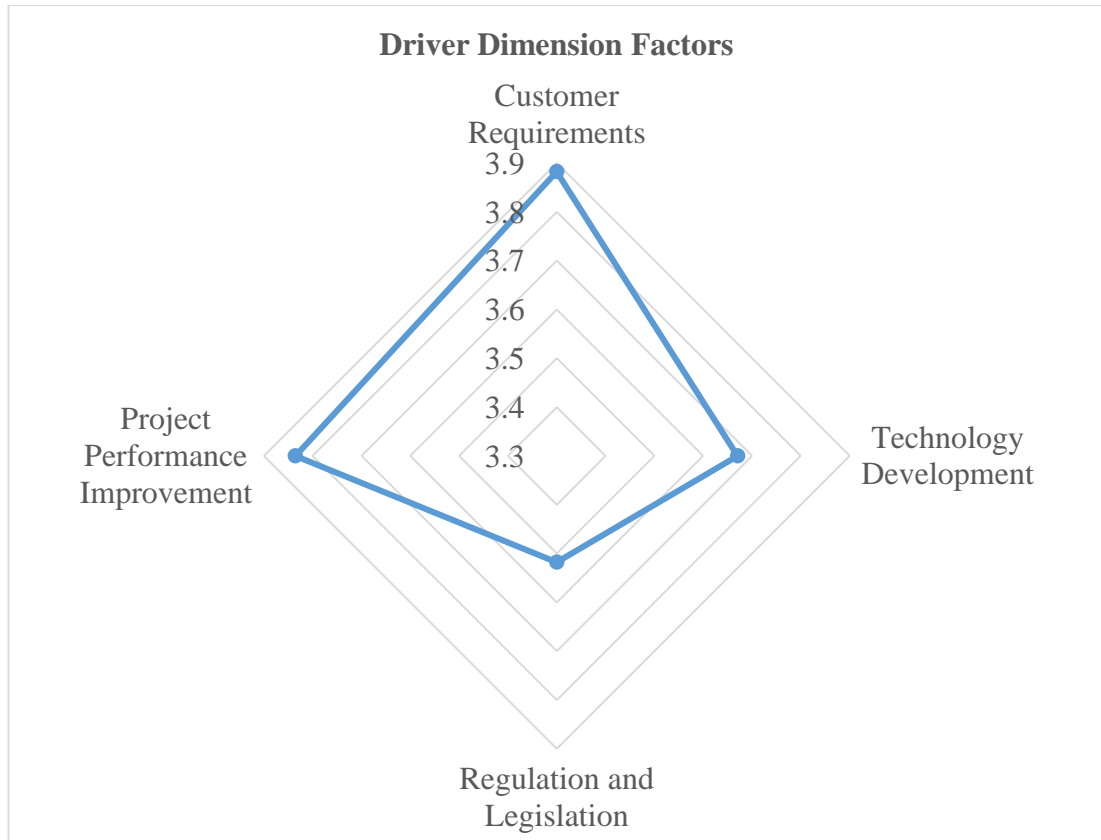 Driver Dimension Factors
Customer
Requirements
3.9
3.8
3.7
3.6
3.5
3.4
3.3
Project
Performance
Improvement
Technology
Development
Regulation and
Legislation